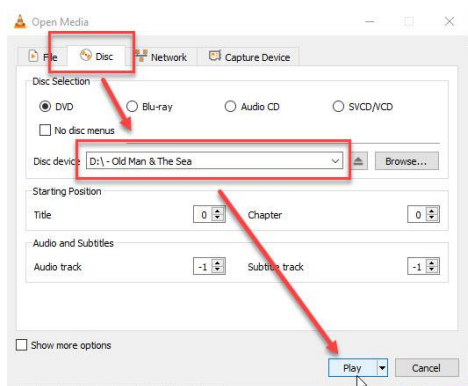 Open Media
File Disc Network Capture Device
Disc Selection
DVD Blu-ray Audio CD SVCD/VCD
No disc menus
Disc device D:\ - Old Man & The Sea Browse...
Starting Position
Title 0 Chapter 0
Audio and Subtitles
Audio track -1 Subtitle track -1
Show more options
Play Cancel